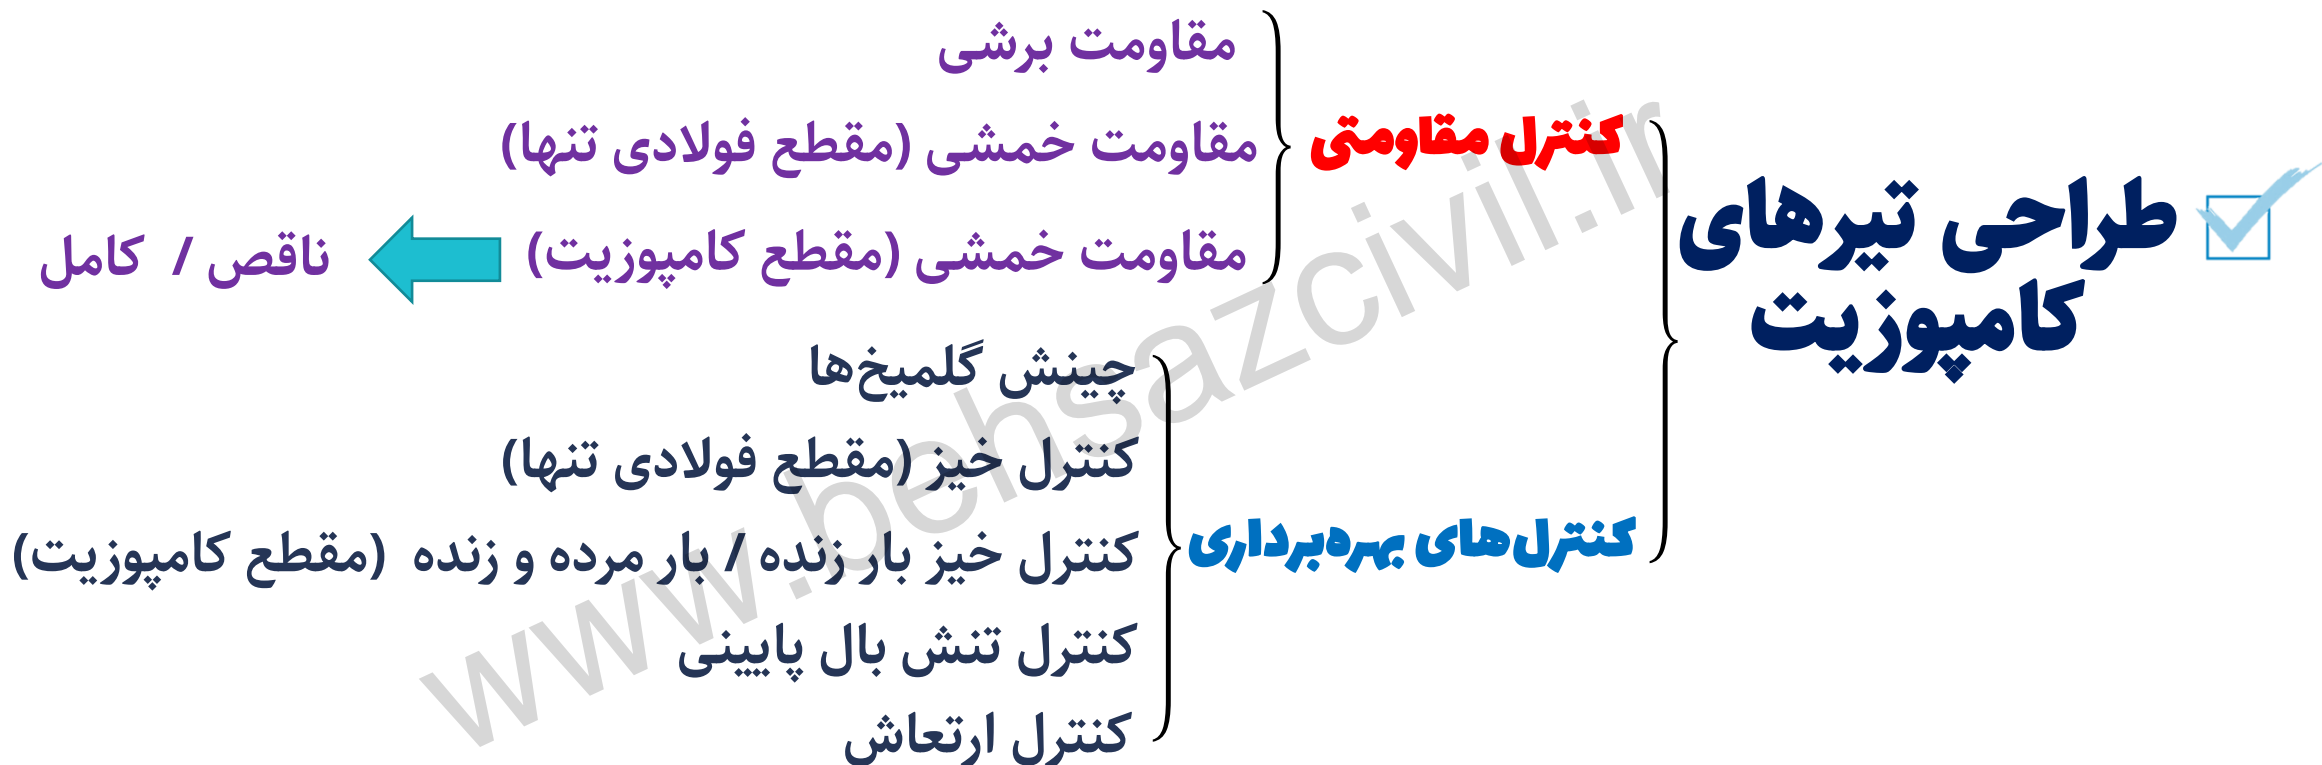 طراحی تیرهای
کامپوزیت
کنترل مقاومتی
مقاومت برشی
مقاومت خمشی (مقطع فولادی تنها)
مقاومت خمشی (مقطع کامپوزیت)
ناقص / کامل
کنترل‌های بهره‌برداری
چینش گلمیخ‌ها
کنترل خیز (مقطع فولادی تنها)
کنترل خیز بار زنده / بار مرده و زنده (مقطع کامپوزیت)
کنترل تنش بال پایینی
کنترل ارتعاش
www.behsazcivil.ir